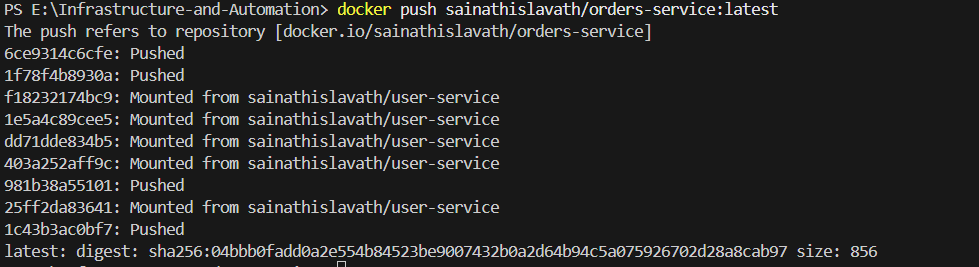 PS E:\Infrastructure-and-Automation> docker push sainathislavath/orders-service:latest
The push refers to repository [docker.io/sainathislavath/orders-service]
6ce9314c6cfe: Pushed
1f78f4b8930a: Pushed
f18232174bc9: Mounted from sainathislavath/user-service
1e5a4c89cee5: Mounted from sainathislavath/user-service
dd71dde834b5: Mounted from sainathislavath/user-service
403a252aff9c: Mounted from sainathislavath/user-service
981b38a55101: Pushed
25ff2da83641: Mounted from sainathislavath/user-service
1c43b3ac0bf7: Pushed
latest: digest: sha256:04bbb0fadd0a2e554b84523be9007432b0a2d64b94c5a075926702d28a8cab97 size: 856